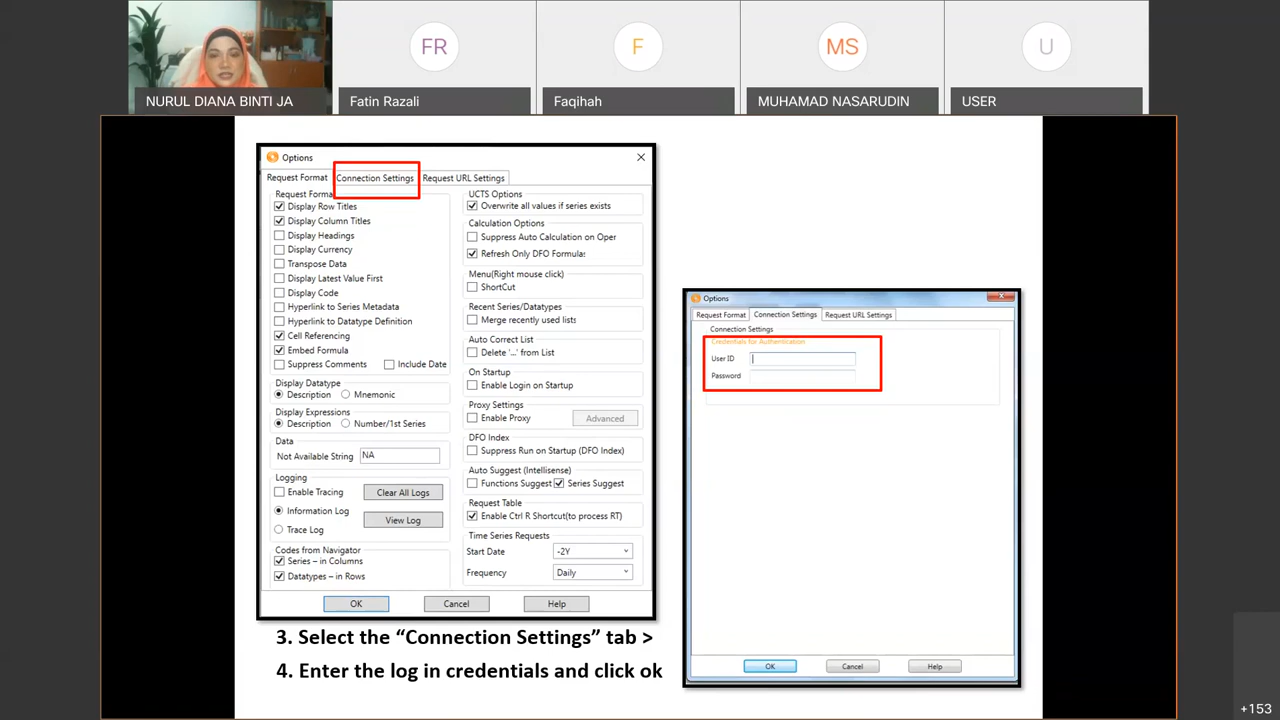 FR
F
MS
U
NURUL DIANA BINTI JA
Fatin Razali
Faqihah
MUHAMAD NASARUDIN
USER
Options
Request Format
Connection Settings
Request URL Settings
Request Forma
Display Row Titles
Display Column Titles
Display Headings
Display Currency
Transpose Data
Display Latest Value First
Display Code
Hyperlink to Series Metadata
Hyperlink to Datatype Definition
Cell Referencing
Embed Formula
Suppress Comments
Include Date
Display Datatype
Description
Mnemonic
Display Expressions
Description
Number/1st Series
Data
Not Available String
NA
Logging
Enable Tracing
Clear All Logs
Information Log
View Log
Trace Log
Codes from Navigator
Series – in Columns
Datatypes – in Rows
UCTS Options
Overwrite all values if series exists
Calculation Options
Suppress Auto Calculation on Oper
Refresh Only DFO Formula:
Menu(Right mouse click)
ShortCut
Recent Series/Datatypes
Merge recently used lists
Auto Correct List
Delete '...' from List
On Startup
Enable Login on Startup
Proxy Settings
Enable Proxy
Advanced
DFO Index
Suppress Run on Startup (DFO Index)
Auto Suggest (Intellisense)
Functions Suggest
Series Suggest
Request Table
Enable Ctrl R Shortcut(to process RT)
Time Series Requests
Start Date
-2Y
Frequency
Daily
OK
Cancel
Help
Options
Request Format
Connection Settings
Request URL Settings
Connection Settings
Credentials for Authentication
User ID
Password
OK
Cancel
Help
3. Select the “Connection Settings” tab >
4. Enter the log in credentials and click ok
+153